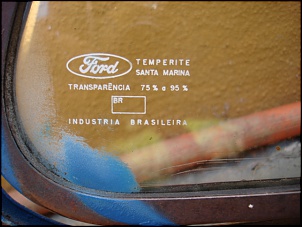 Ford TEMPERITE
SANTA MARINA
TRANSPARÊNCIA 75% a 95%
BR
INDUSTRIA BRASILEIRA